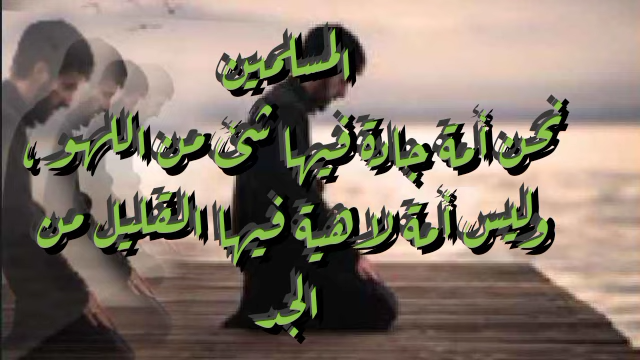 المسلمين
نحن أمة جادة فيها شئ من اللهو ،
وليس أمة لاهية فيها القليل من
الجد